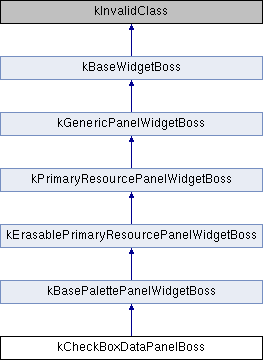 kInvalidClass
kBaseWidgetBoss
kGenericPanelWidgetBoss
kPrimaryResourcePanelWidgetBoss
kErasablePrimaryResourcePanelWidgetBoss
kBasePalettePanelWidgetBoss
kCheckBoxDataPanelBoss